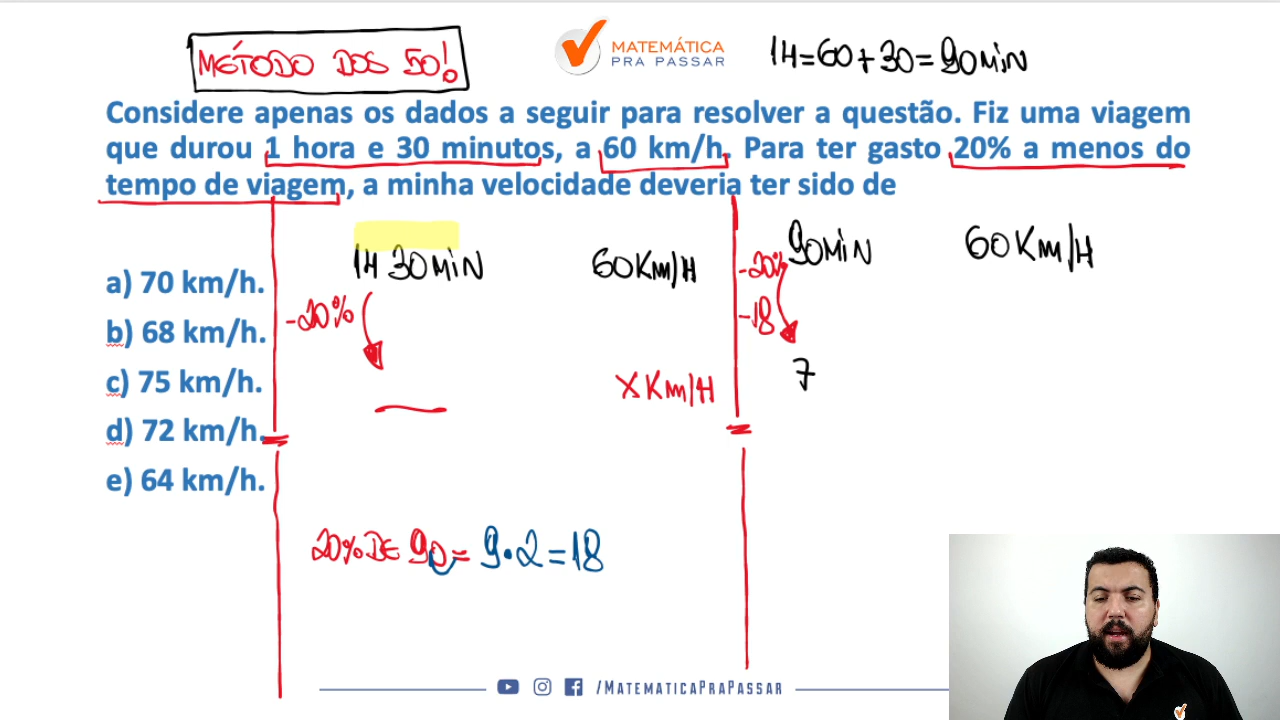 MÉTODO DOS 50!
MATEMÁTICA
PRA PASSAR
1H=60+30=90MIN
Considere apenas os dados a seguir para resolver a questão. Fiz uma viagem
que durou 1 hora e 30 minutos, a 60 km/h. Para ter gasto 20% a menos do
tempo de viagem, a minha velocidade deveria ter sido de
a) 70 km/h.
b) 68 km/h.
c) 75 km/h.
d) 72 km/h.
e) 64 km/h.
1H 30MiN 60KM/H
-20%
XKM/H
20% DE 90= 9•2=18
90MiN 60KM/H
-20%
-18
7
/MATEMATICAPRAPASSAR